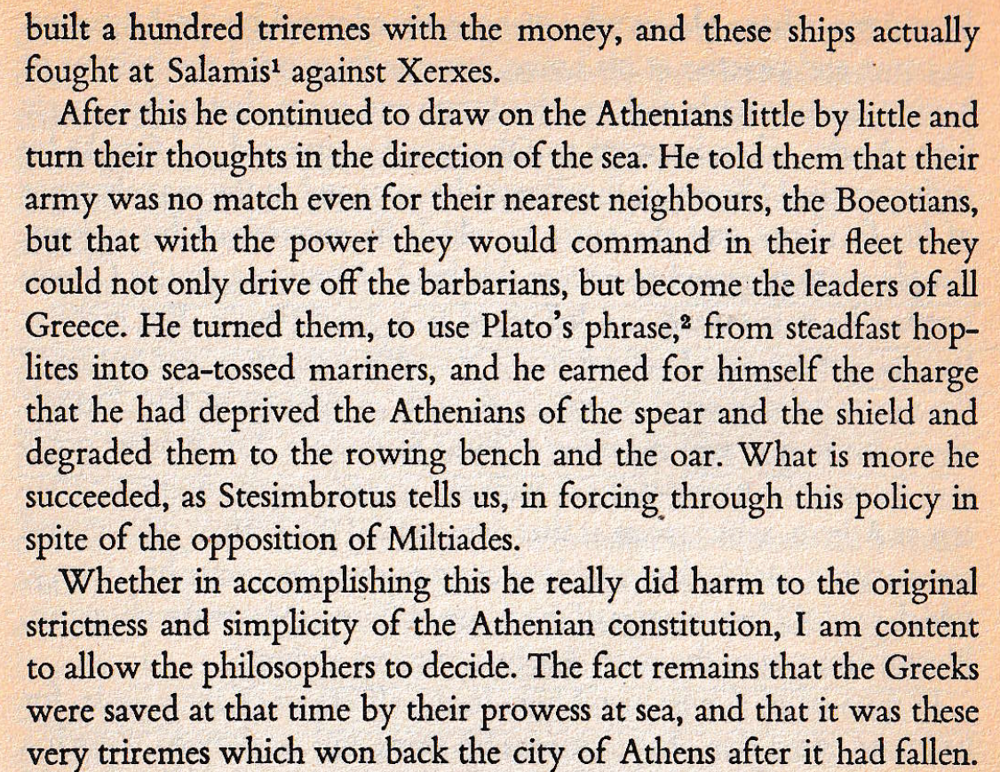 built a hundred triremes with the money, and these ships actually
fought at Salamis¹ against Xerxes.
After this he continued to draw on the Athenians little by little and
turn their thoughts in the direction of the sea. He told them that their
army was no match even for their nearest neighbours, the Boeotians,
but that with the power they would command in their fleet they
could not only drive off the barbarians, but become the leaders of all
Greece. He turned them, to use Plato's phrase,² from steadfast hop-
lites into sea-tossed mariners, and he earned for himself the charge
that he had deprived the Athenians of the spear and the shield and
degraded them to the rowing bench and the oar. What is more he
succeeded, as Stesimbrotus tells us, in forcing through this policy in
spite of the opposition of Miltiades.
Whether in accomplishing this he really did harm to the original
strictness and simplicity of the Athenian constitution, I am content
to allow the philosophers to decide. The fact remains that the Greeks
were saved at that time by their prowess at sea, and that it was these
very triremes which won back the city of Athens after it had fallen.